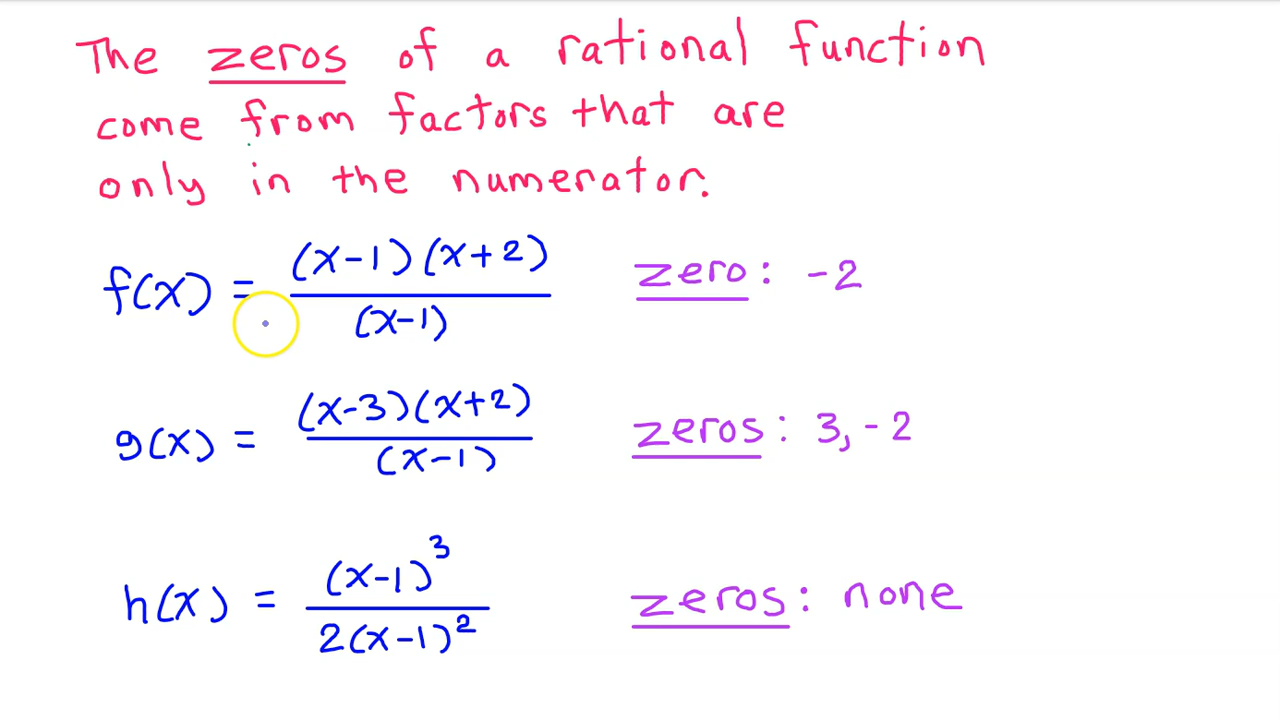 The zeros of a rational function
come from factors that are
only in the numerator.
f(x) = (x-1)(x+2) / (x-1) zero: -2
g(x) = (x-3)(x+2) / (x-1) zeros: 3, -2
h(x) = (x-1)³ / 2(x-1)² zeros: none